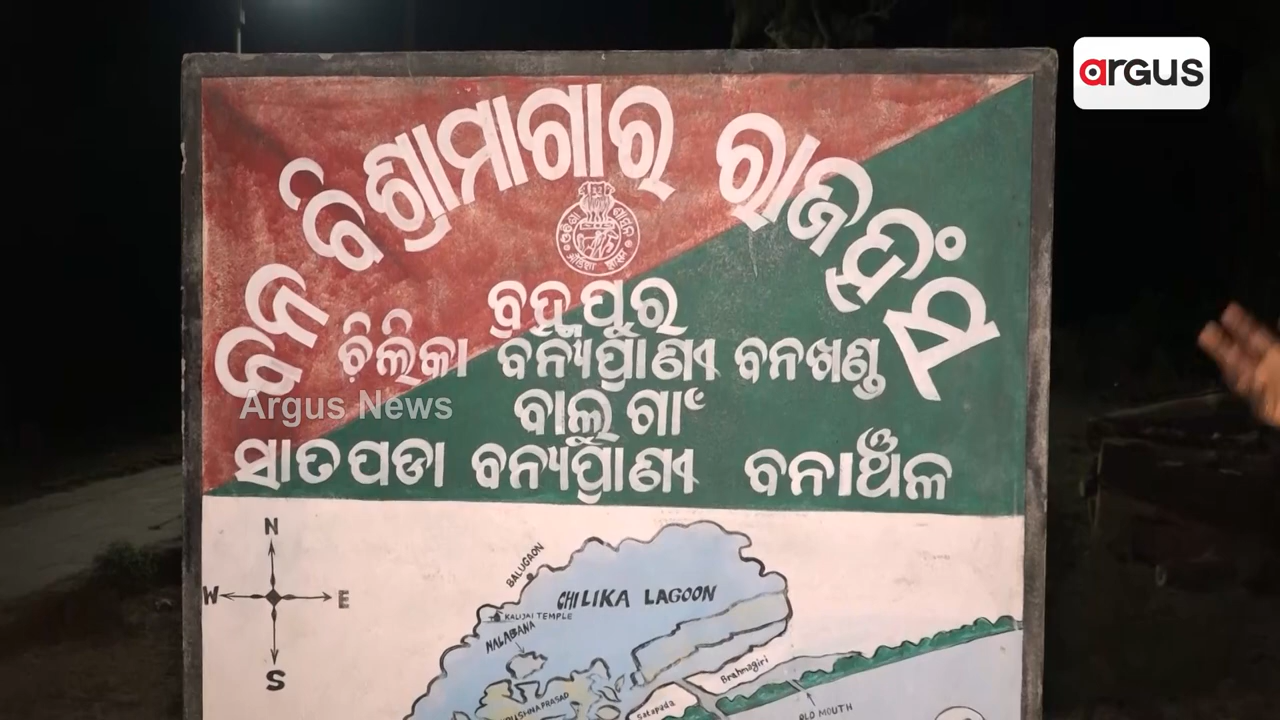 argus
ବନ ବିଶ୍ରାମାଗାର ରାଜହଂସ
ବ୍ରହ୍ମପୁର
ଚିଲିକା ବନ୍ୟପ୍ରାଣୀ ବନଖଣ୍ଡ
ବାଲୁଗାଁ
Argus News
ସାତପଡା ବନ୍ୟପ୍ରାଣୀ ବନାଞ୍ଚଳ
N
W E
S
BALUGAON
CHILIKA LAGOON
KALIJAI TEMPLE
NALABANA
Brahmagiri
Satapada
OLD MOUTH